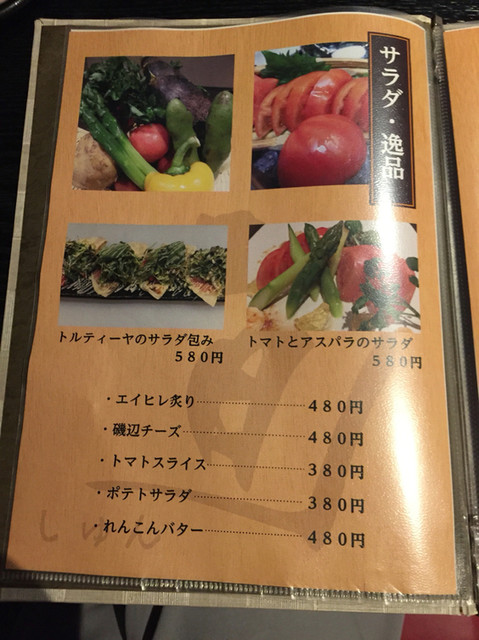 サラダ・逸品
トルティーヤのサラダ包み
580円
トマトとアスパラのサラダ
580円
・エイヒレ炙り 480円
・磯辺チーズ 480円
・トマトスライス 380円
・ポテトサラダ 380円
・れんこんバター 480円
しゅん